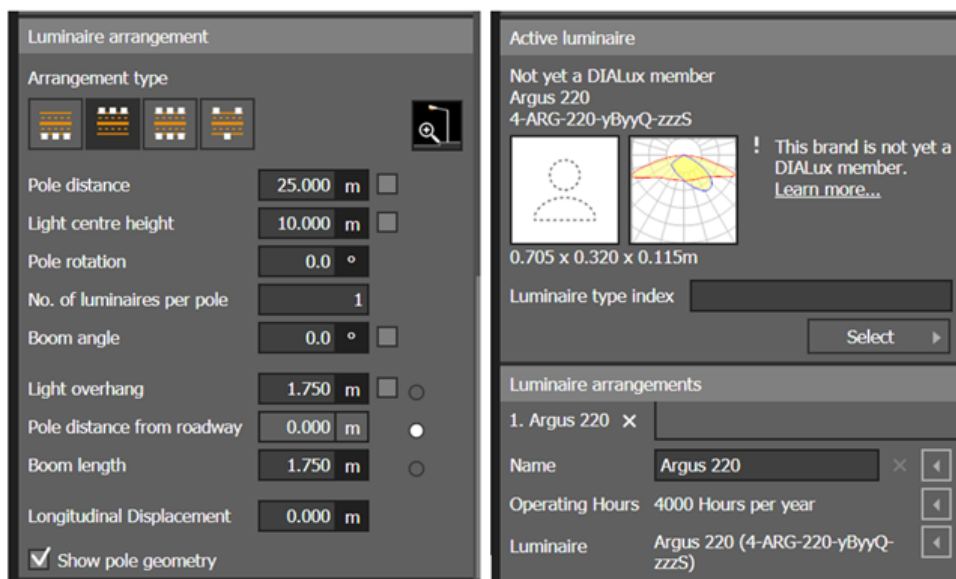 Luminaire arrangement
Arrangement type
Pole distance 25.000 m
Light centre height 10.000 m
Pole rotation 0.0 °
No. of luminaires per pole 1
Boom angle 0.0 °
Light overhang 1.750 m
Pole distance from roadway 0.000 m
Boom length 1.750 m
Longitudinal Displacement 0.000 m
Show pole geometry
Active luminaire
Not yet a DIALux member
Argus 220
4-ARG-220-yByyQ-zzzS
! This brand is not yet a
DIALux member.
Learn more...
0.705 x 0.320 x 0.115m
Luminaire type index
Select
Luminaire arrangements
1. Argus 220 ×
Name Argus 220 ×
Operating Hours 4000 Hours per year
Luminaire Argus 220 (4-ARG-220-yByyQ-
zzzS)